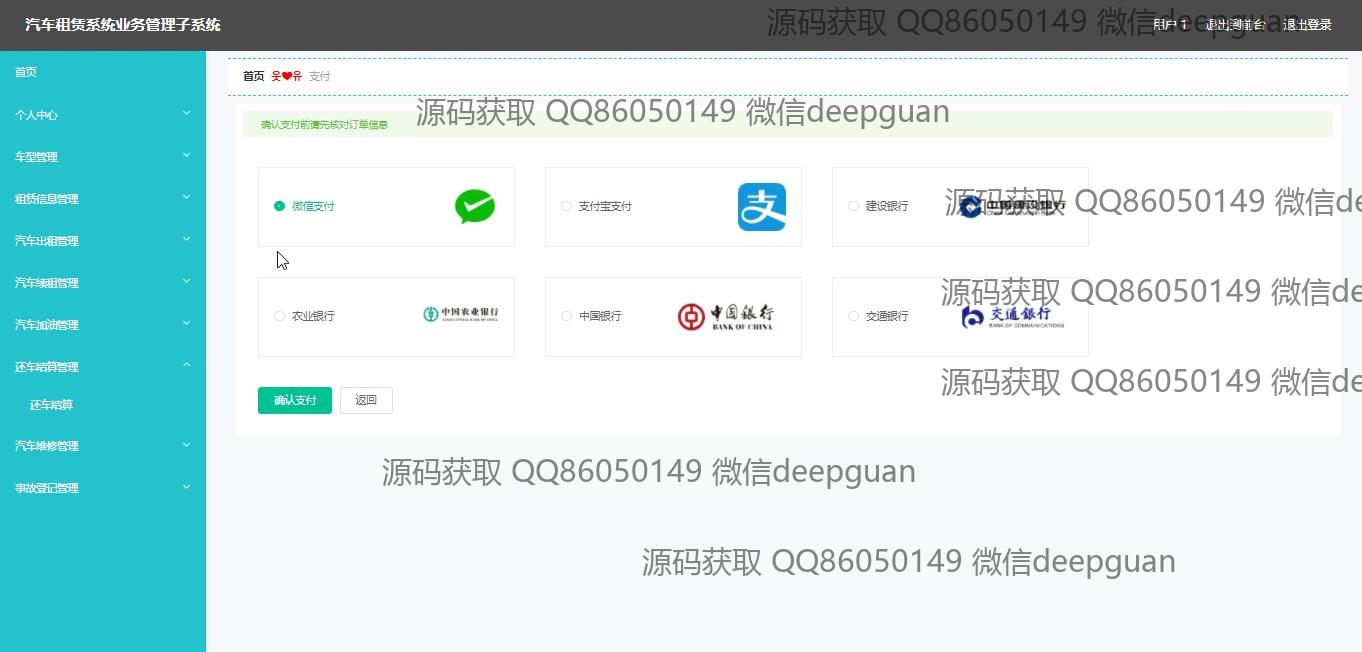 汽车租赁系统业务管理子系统
源码获取 QQ86050149 微信deepguan
用户 1 退出到前台 退出登录
首页
个人中心
车型管理
租赁信息管理
汽车出租管理
汽车续租管理
汽车加油管理
还车结算管理
还车结算
汽车维修管理
事故登记管理
首页 웃❤유 支付
源码获取 QQ86050149 微信deepguan
确认支付前请先核对订单信息
微信支付
支付宝支付
支
建设银行
中国建设银行
China Construction Bank
源码获取 QQ86050149 微信de
农业银行
中国农业银行
AGRICULTURAL BANK OF CHINA
中国银行
中国银行
BANK OF CHINA
交通银行
交通银行
BANK OF COMMUNICATIONS
源码获取 QQ86050149 微信dee
确认支付
返回
源码获取 QQ86050149 微信dee
源码获取 QQ86050149 微信deepguan
源码获取 QQ86050149 微信deepguan